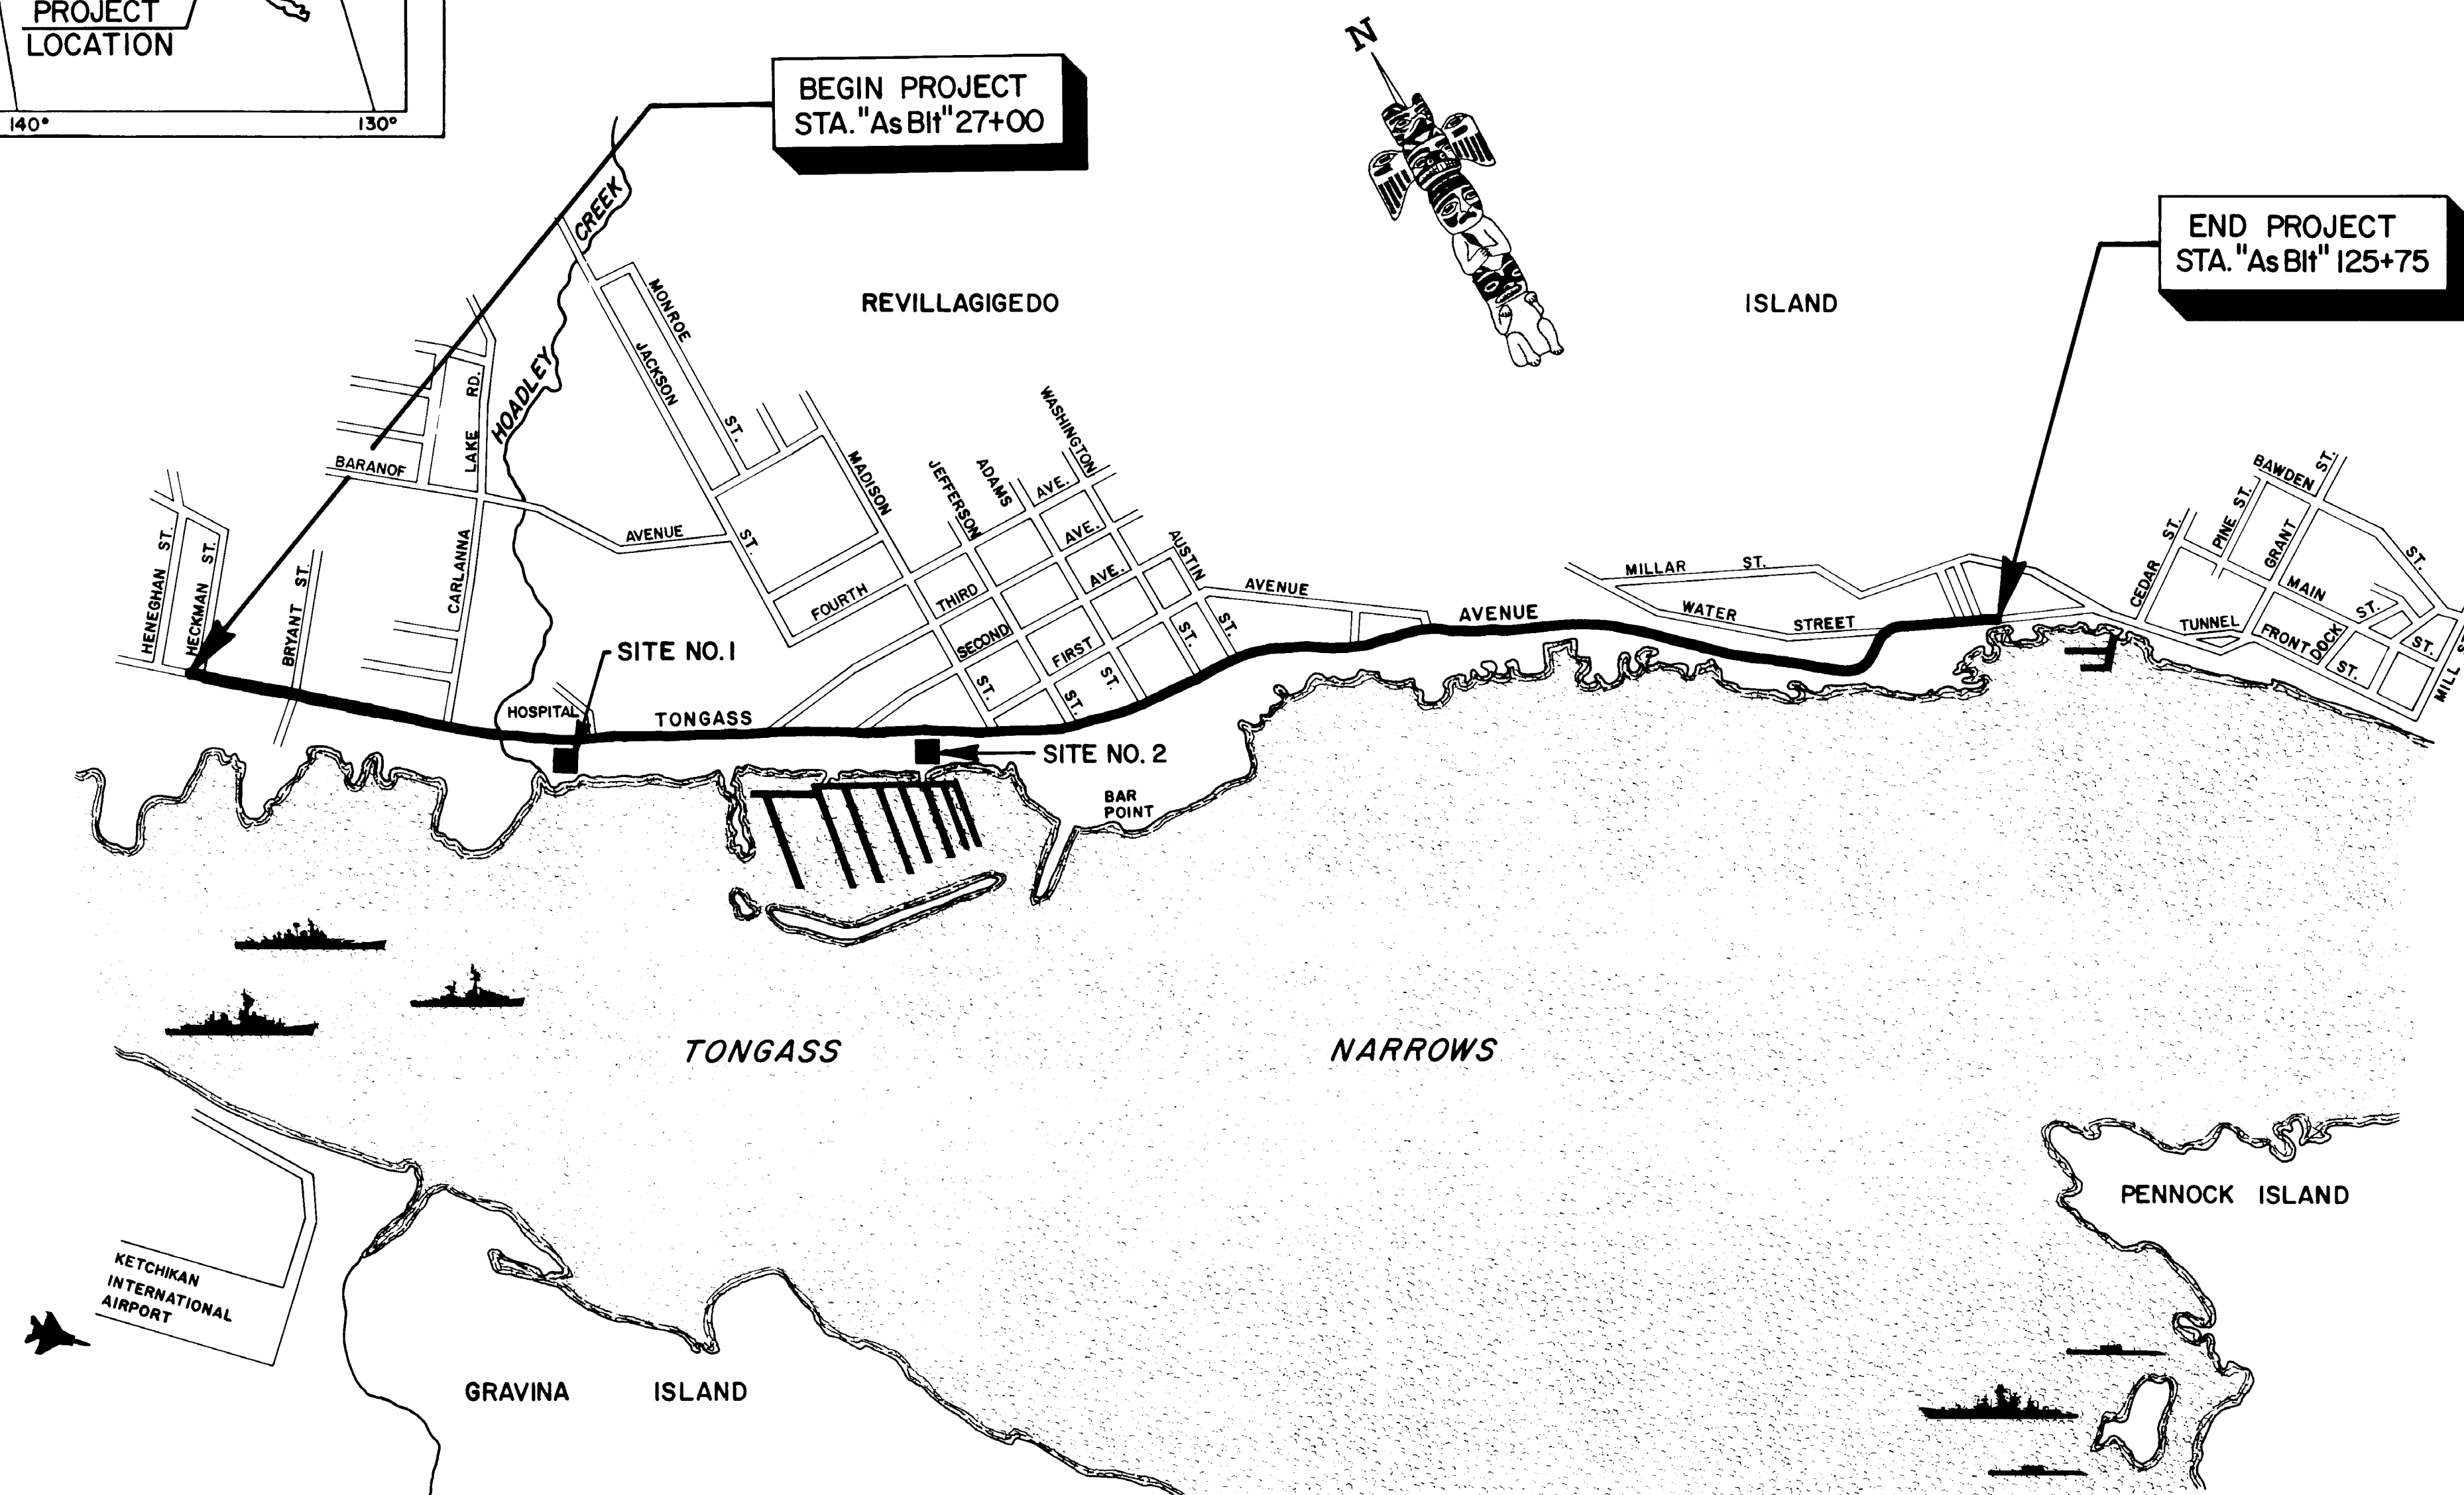 PROJECT
LOCATION
140°
130°
BEGIN PROJECT
STA. "As Blt" 27+00
N
END PROJECT
STA. "As Blt" 125+75
REVILLAGIGEDO ISLAND
HOADLEY CREEK
MONROE ST.
JACKSON ST.
CARLANNA LAKE RD.
BARANOF AVENUE
HENEGHAN ST.
HECKMAN ST.
BRYANT ST.
MADISON ST.
JEFFERSON ST.
ADAMS ST.
WASHINGTON ST.
AUSTIN ST.
FOURTH AVE.
THIRD AVE.
SECOND AVE.
FIRST AVENUE
MILLAR ST.
WATER STREET
CEDAR ST.
PINE ST.
BAWDEN ST.
GRANT ST.
MAIN ST.
TUNNEL
FRONT ST.
DOCK ST.
MILL S
HOSPITAL
TONGASS AVENUE
SITE NO. 1
SITE NO. 2
BAR
POINT
TONGASS NARROWS
PENNOCK ISLAND
KETCHIKAN
INTERNATIONAL
AIRPORT
GRAVINA ISLAND